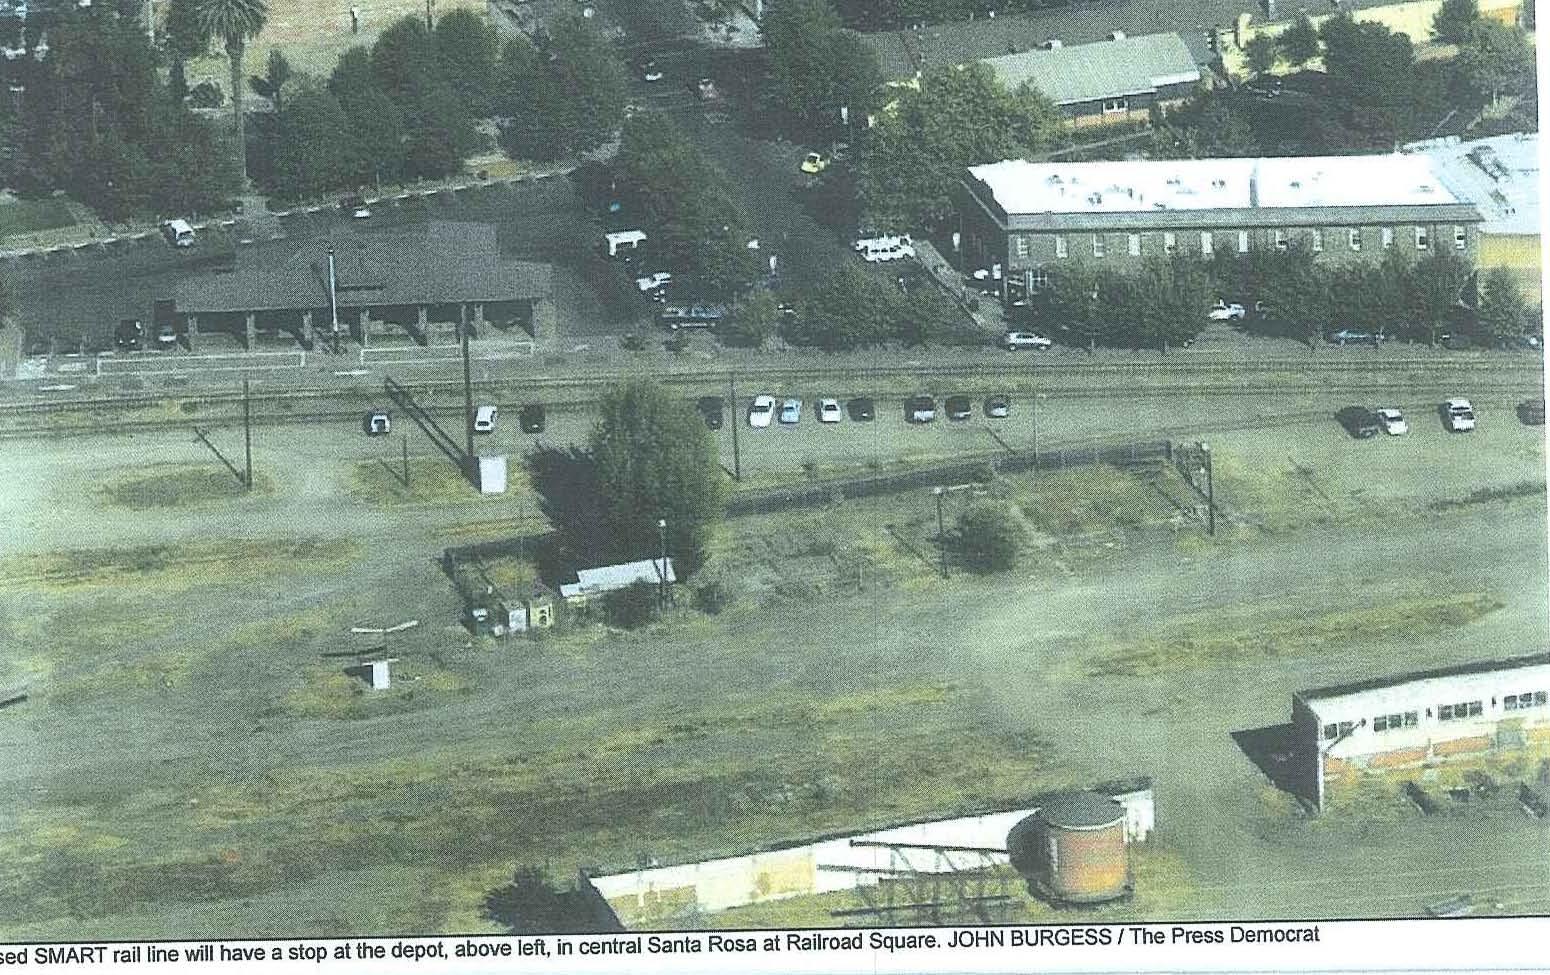 sed SMART rail line will have a stop at the depot, above left, in central Santa Rosa at Railroad Square. JOHN BURGESS / The Press Democrat